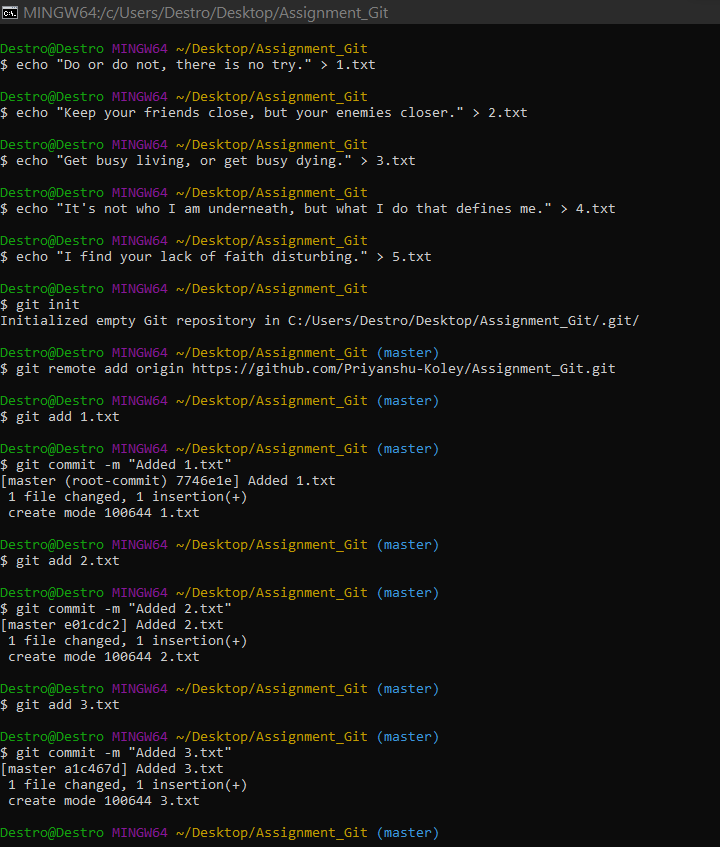 MINGW64:/c/Users/Destro/Desktop/Assignment_Git
Destro@Destro MINGW64 ~/Desktop/Assignment_Git
$ echo "Do or do not, there is no try." > 1.txt
Destro@Destro MINGW64 ~/Desktop/Assignment_Git
$ echo "Keep your friends close, but your enemies closer." > 2.txt
Destro@Destro MINGW64 ~/Desktop/Assignment_Git
$ echo "Get busy living, or get busy dying." > 3.txt
Destro@Destro MINGW64 ~/Desktop/Assignment_Git
$ echo "It's not who I am underneath, but what I do that defines me." > 4.txt
Destro@Destro MINGW64 ~/Desktop/Assignment_Git
$ echo "I find your lack of faith disturbing." > 5.txt
Destro@Destro MINGW64 ~/Desktop/Assignment_Git
$ git init
Initialized empty Git repository in C:/Users/Destro/Desktop/Assignment_Git/.git/
Destro@Destro MINGW64 ~/Desktop/Assignment_Git (master)
$ git remote add origin https://github.com/Priyanshu-Koley/Assignment_Git.git
Destro@Destro MINGW64 ~/Desktop/Assignment_Git (master)
$ git add 1.txt
Destro@Destro MINGW64 ~/Desktop/Assignment_Git (master)
$ git commit -m "Added 1.txt"
[master (root-commit) 7746e1e] Added 1.txt
 1 file changed, 1 insertion(+)
 create mode 100644 1.txt
Destro@Destro MINGW64 ~/Desktop/Assignment_Git (master)
$ git add 2.txt
Destro@Destro MINGW64 ~/Desktop/Assignment_Git (master)
$ git commit -m "Added 2.txt"
[master e01cdc2] Added 2.txt
 1 file changed, 1 insertion(+)
 create mode 100644 2.txt
Destro@Destro MINGW64 ~/Desktop/Assignment_Git (master)
$ git add 3.txt
Destro@Destro MINGW64 ~/Desktop/Assignment_Git (master)
$ git commit -m "Added 3.txt"
[master a1c467d] Added 3.txt
 1 file changed, 1 insertion(+)
 create mode 100644 3.txt
Destro@Destro MINGW64 ~/Desktop/Assignment_Git (master)